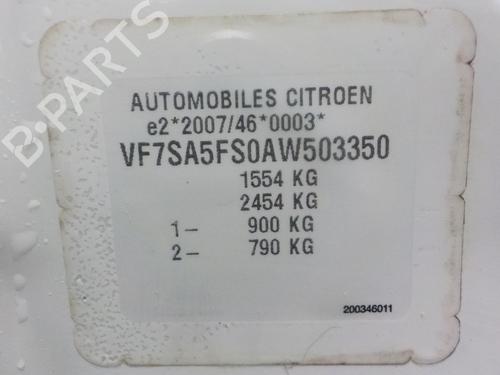 B-PARTS
AUTOMOBILES CITROEN
e2*2007/46*0003*
VF7SA5FS0AW503350
1554 KG
2454 KG
1- 900 KG
2- 790 KG
200346011